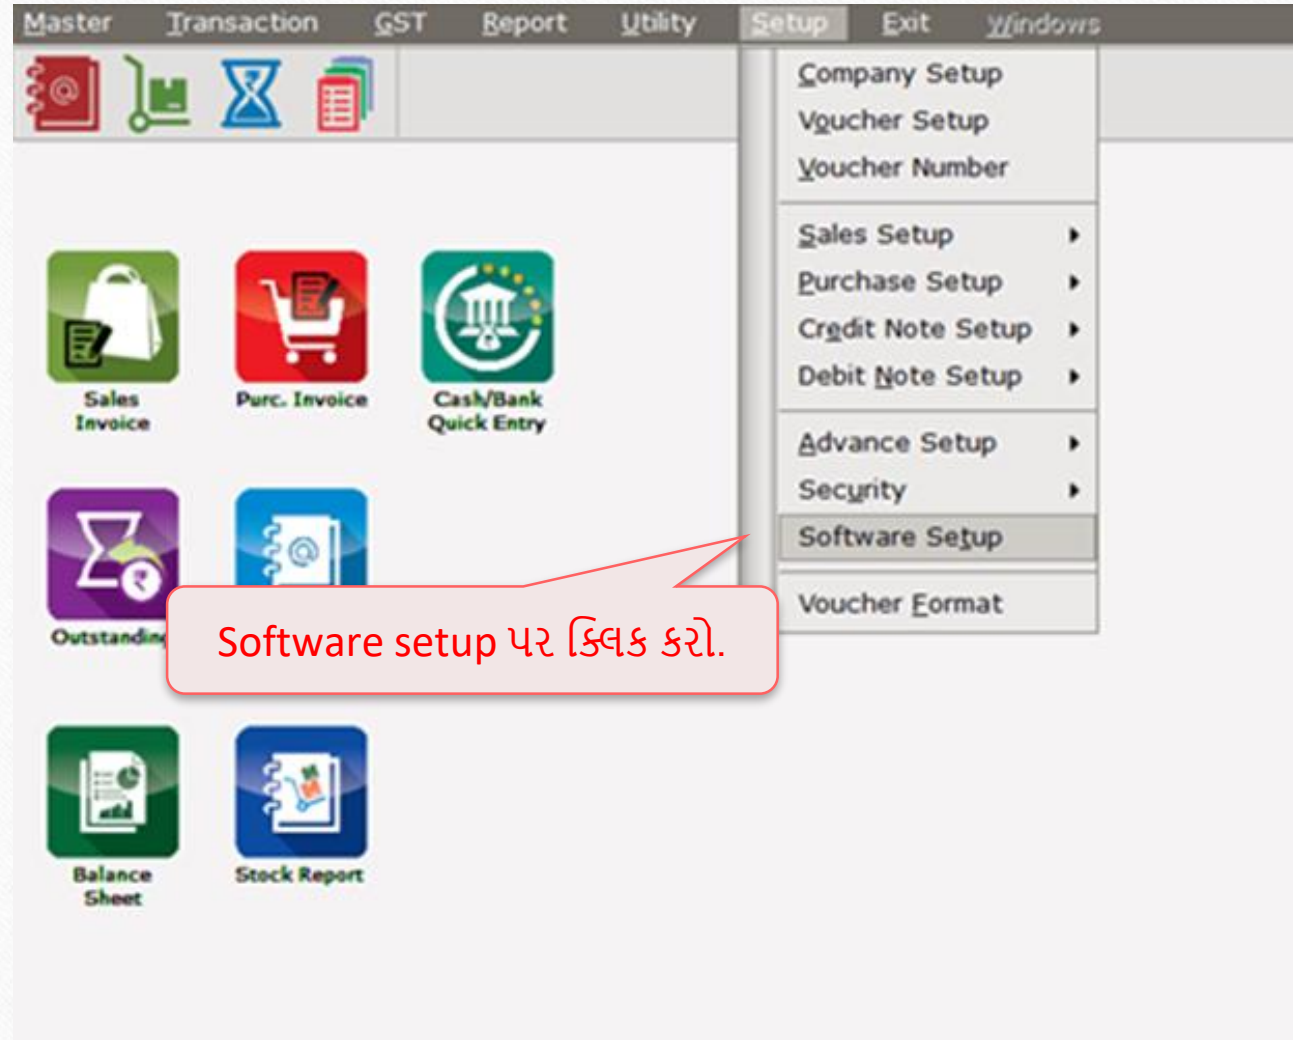 Master Transaction GST Report Utility Setup Exit Windows
Company Setup
Voucher Setup
Voucher Number
Sales Setup
Purchase Setup
Credit Note Setup
Debit Note Setup
Advance Setup
Security
Software Setup
Voucher Format
Sales
Invoice
Purc. Invoice
Cash/Bank
Quick Entry
Software setup પર ક્લિક કરો.
Balance
Sheet
Stock Report